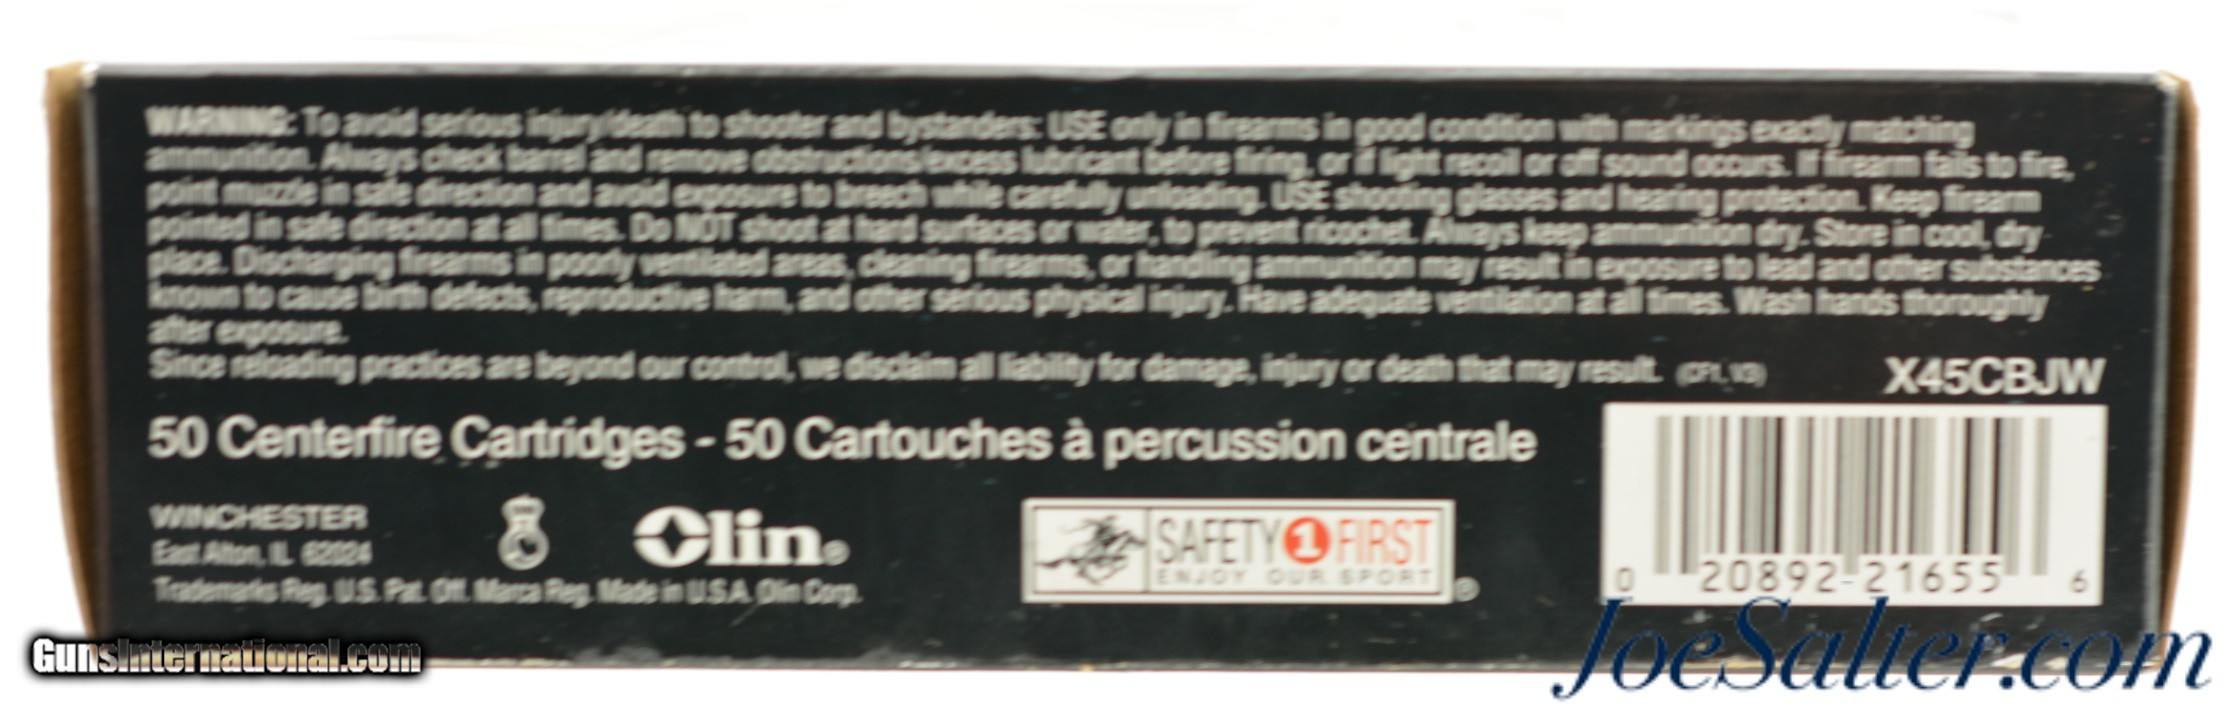 WARNING: To avoid serious injury/death to shooter and bystanders: USE only in firearms in good condition with markings exactly matching
ammunition. Always check barrel and remove obstructions/excess lubricant before firing, or if light recoil or off sound occurs. If firearm fails to fire,
point muzzle in safe direction and avoid exposure to breech while carefully unloading. USE shooting glasses and hearing protection. Keep firearm
pointed in safe direction at all times. Do NOT shoot at hard surfaces or water, to prevent ricochet. Always keep ammunition dry. Store in cool, dry
place. Discharging firearms in poorly ventilated areas, cleaning firearms, or handling ammunition may result in exposure to lead and other substances
known to cause birth defects, reproductive harm, and other serious physical injury. Have adequate ventilation at all times. Wash hands thoroughly
after exposure.
Since reloading practices are beyond our control, we disclaim all liability for damage, injury or death that may result. (CF1, V3)
X45CBJW
50 Centerfire Cartridges - 50 Cartouches à percussion centrale
WINCHESTER
East Alton, IL 62024
Olin®
SAFETY 1 FIRST
ENJOY OUR SPORT ®
0 20892-21655 6
Trademarks Reg. U.S. Pat. Off. Marca Reg. Made in U.S.A. Olin Corp.
GunsInternational.com
JoeSalter.com